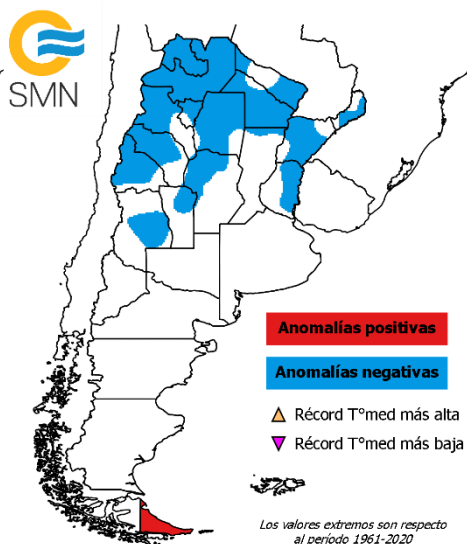 SMN
Anomalías positivas
Anomalías negativas
Récord T°med más alta
Récord T°med más baja
Los valores extremos son respecto
al período 1961-2020